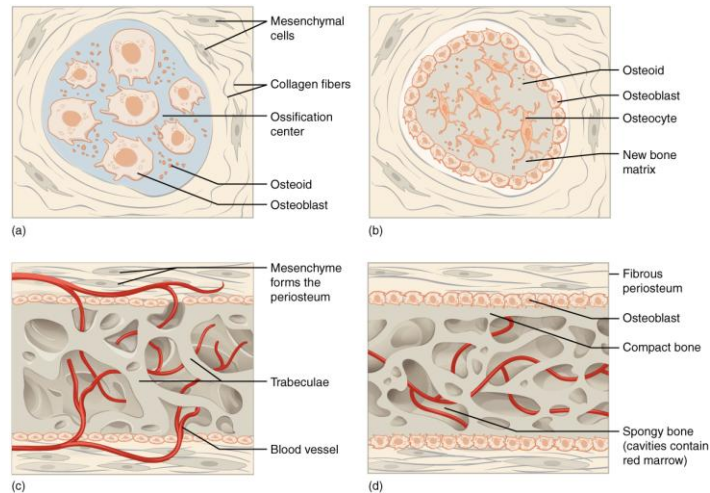 Mesenchymal
cells
Collagen fibers
Ossification
center
Osteoid
Osteoblast
(a)
Osteoid
Osteoblast
Osteocyte
New bone
matrix
(b)
Mesenchyme
forms the
periosteum
Trabeculae
Blood vessel
(c)
Fibrous
periosteum
Osteoblast
Compact bone
Spongy bone
(cavities contain
red marrow)
(d)